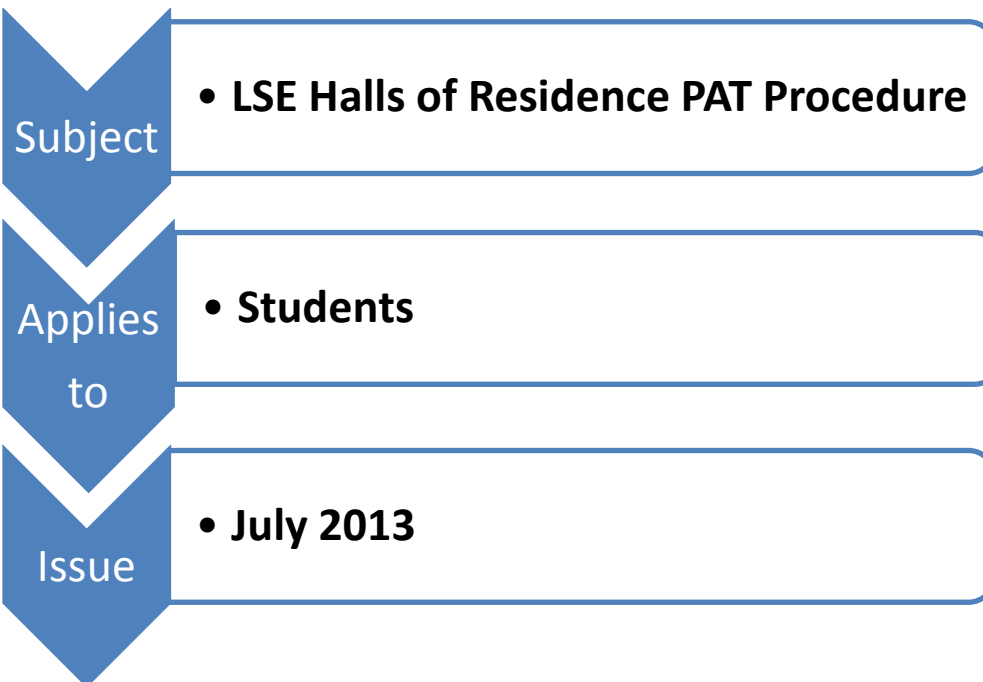 Subject
• LSE Halls of Residence PAT Procedure
Applies
to
• Students
Issue
• July 2013